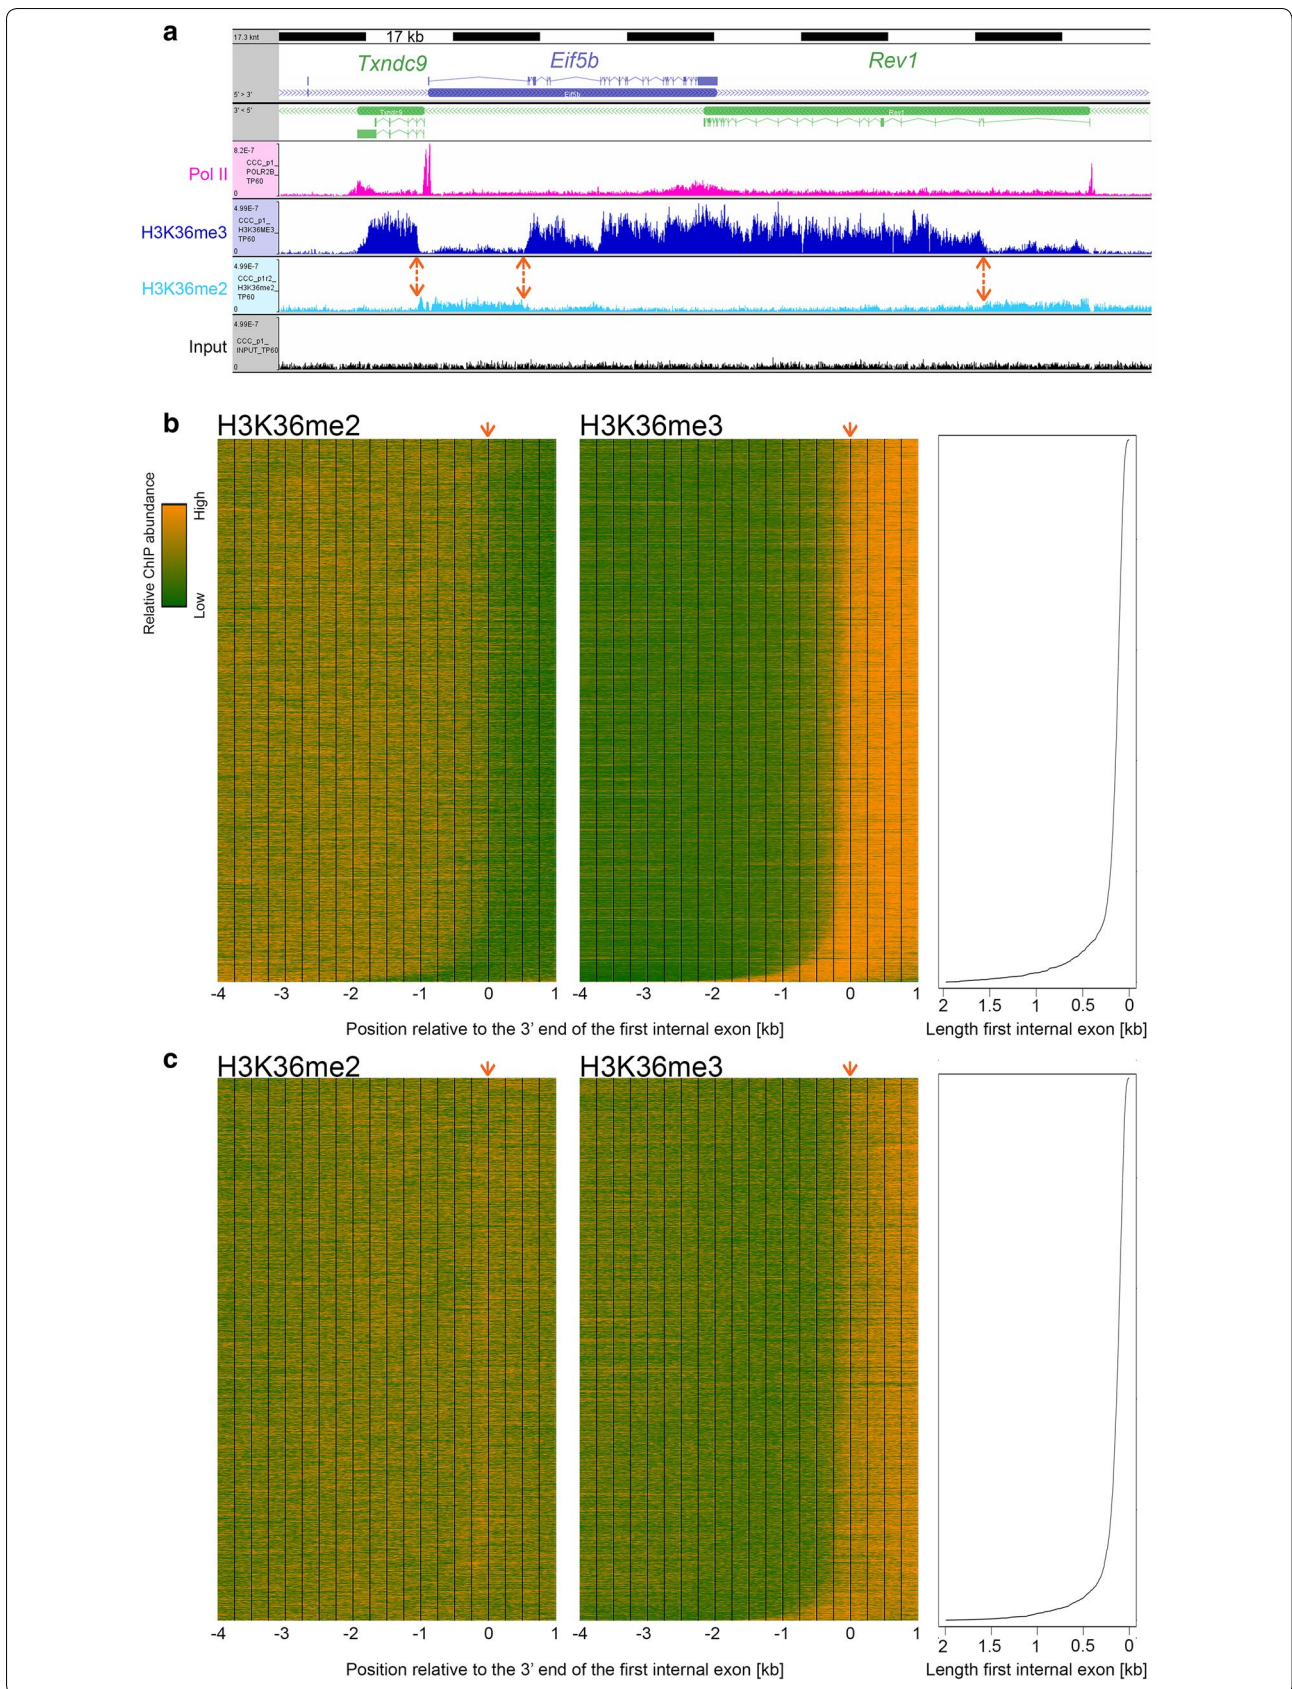 a
17.3 knt
17 kb
Txndc9 Eif5b Rev1
5' > 3'
Eif5b
3' < 5'
Txndc9
Rev1
Pol II
8.2E-7
CCC_p1_
POLR2B_
TP60
0
H3K36me3
4.99E-7
CCC_p1_
H3K36ME3_
TP60
0
H3K36me2
4.99E-7
CCC_p1r2_
H3K36me2_
TP60
0
Input
4.99E-7
CCC_p1_
INPUT_TP60
0
b
H3K36me2 H3K36me3
Relative ChIP abundance
Low High
-4 -3 -2 -1 0 1
-4 -3 -2 -1 0 1
2 1.5 1 0.5 0
Position relative to the 3' end of the first internal exon [kb]
Length first internal exon [kb]
c
H3K36me2 H3K36me3
-4 -3 -2 -1 0 1
-4 -3 -2 -1 0 1
2 1.5 1 0.5 0
Position relative to the 3' end of the first internal exon [kb]
Length first internal exon [kb]